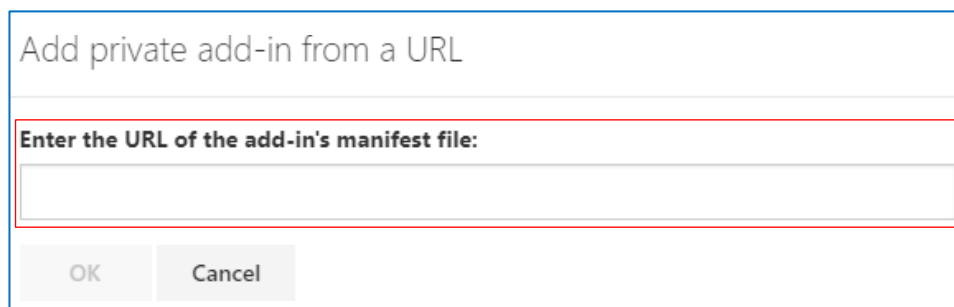 Add private add-in from a URL
Enter the URL of the add-in's manifest file:
OK
Cancel